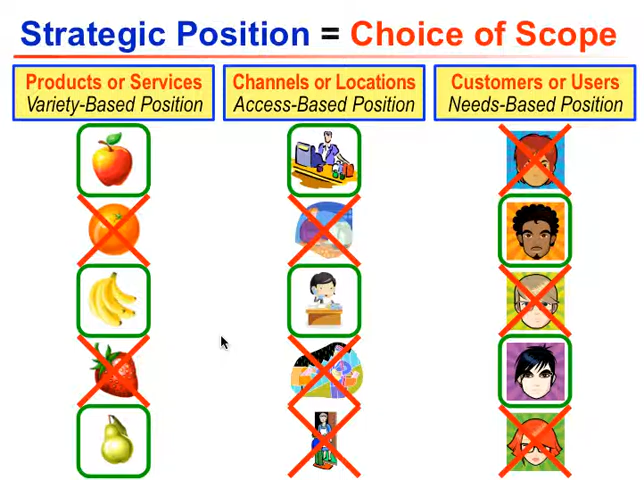 Strategic Position = Choice of Scope
Products or Services
Variety-Based Position
Channels or Locations
Access-Based Position
Customers or Users
Needs-Based Position